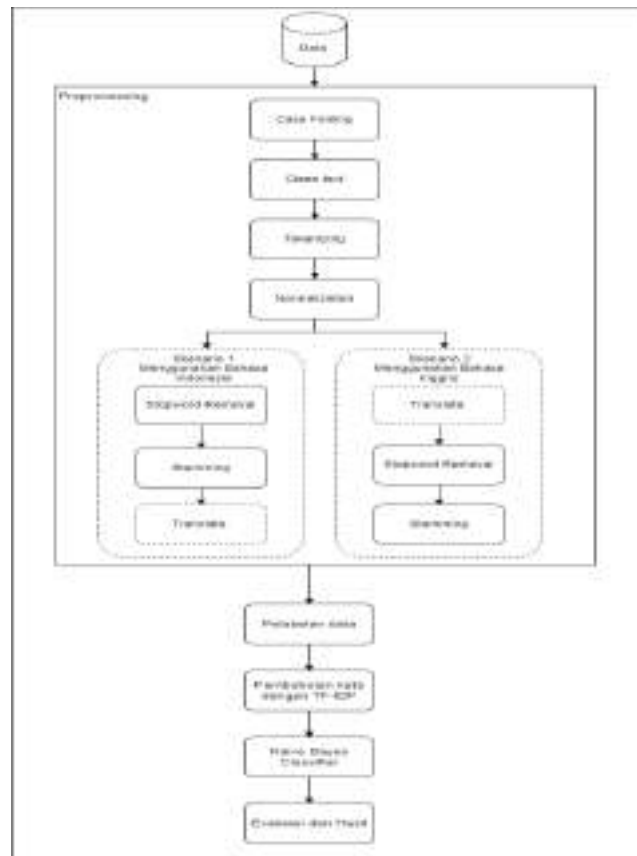 Data
Preprocessing
Case Folding
Clean text
Tokenizing
Normalization
Skenario 1
Menggunakan Bahasa
Indonesia
Stopword Removal
Stemming
Translate
Skenario 2
Menggunakan Bahasa
Inggris
Translate
Stopword Removal
Stemming
Pelabelan data
Pembobotan kata
dengan TF-IDF
Naive Bayes
Classifier
Evaluasi dan Hasil